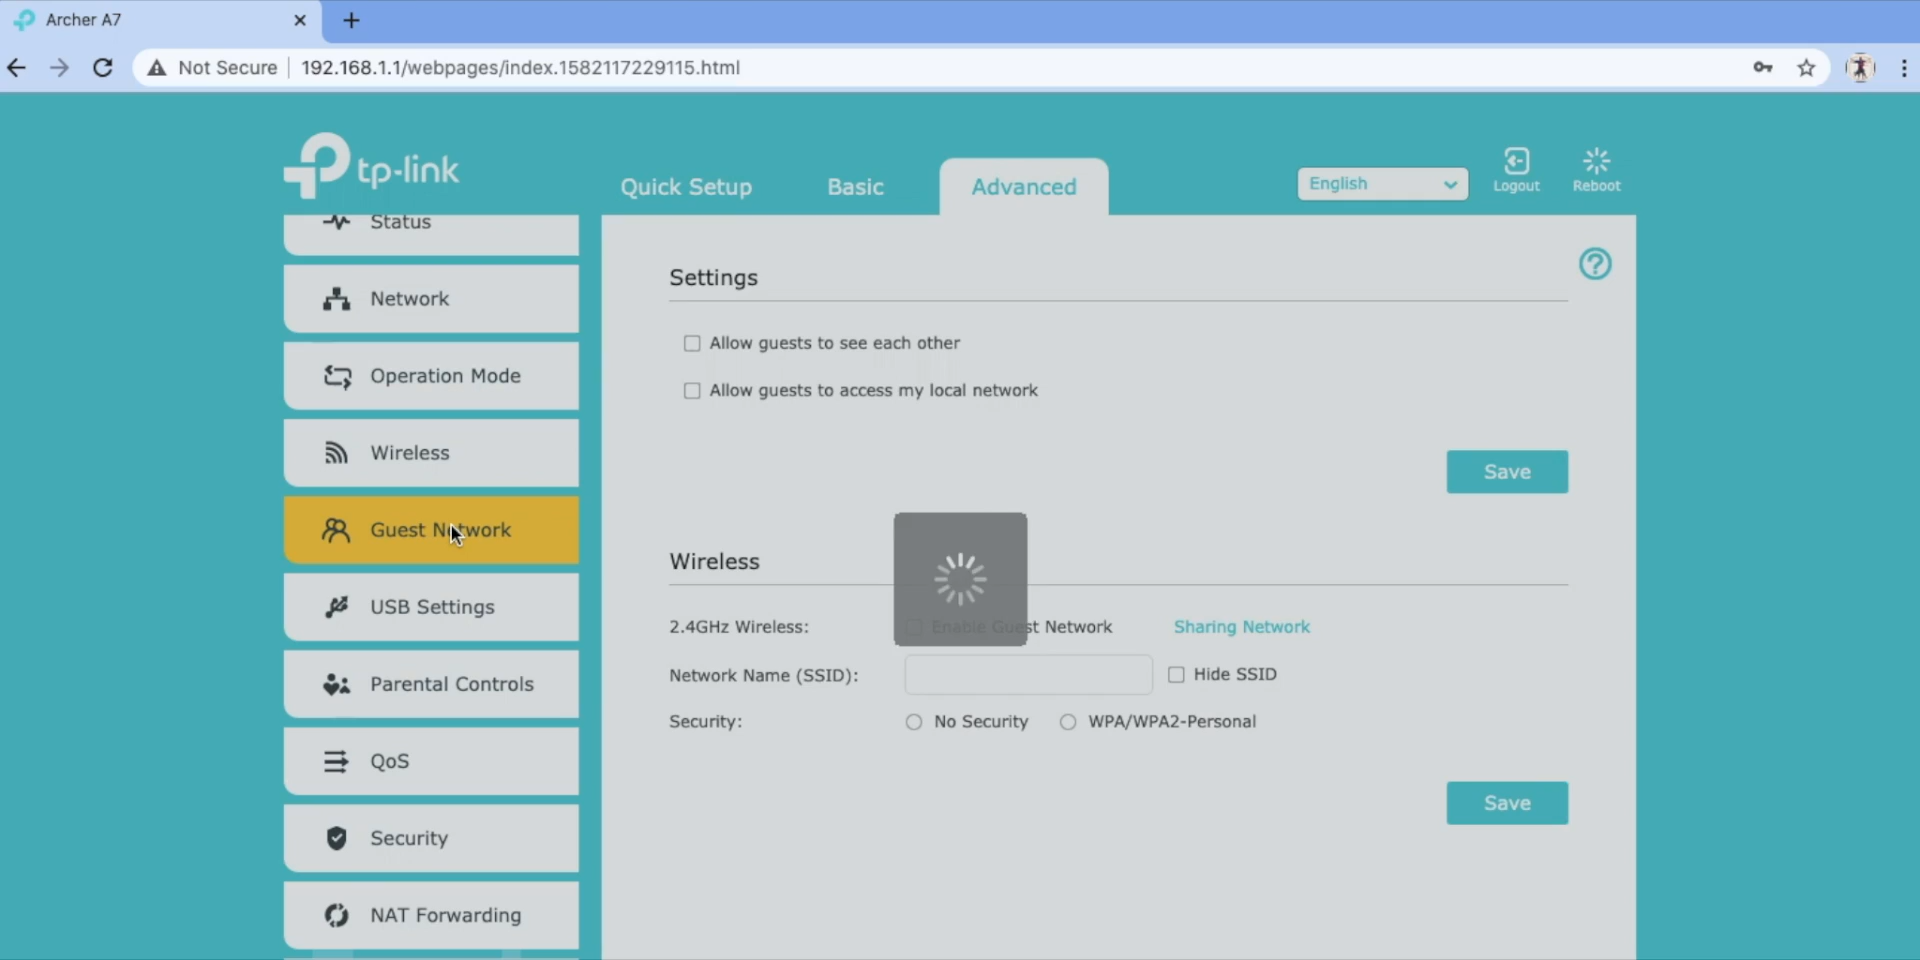 Archer A7
Not Secure
192.168.1.1/webpages/index.1582117229115.html
tp-link
Quick Setup
Basic
Advanced
English
Logout
Reboot
Status
Network
Operation Mode
Wireless
Guest Network
USB Settings
Parental Controls
QoS
Security
NAT Forwarding
Settings
Allow guests to see each other
Allow guests to access my local network
Save
Wireless
2.4GHz Wireless: Enable Guest Network Sharing Network
Network Name (SSID): Hide SSID
Security: No Security WPA/WPA2-Personal
Save